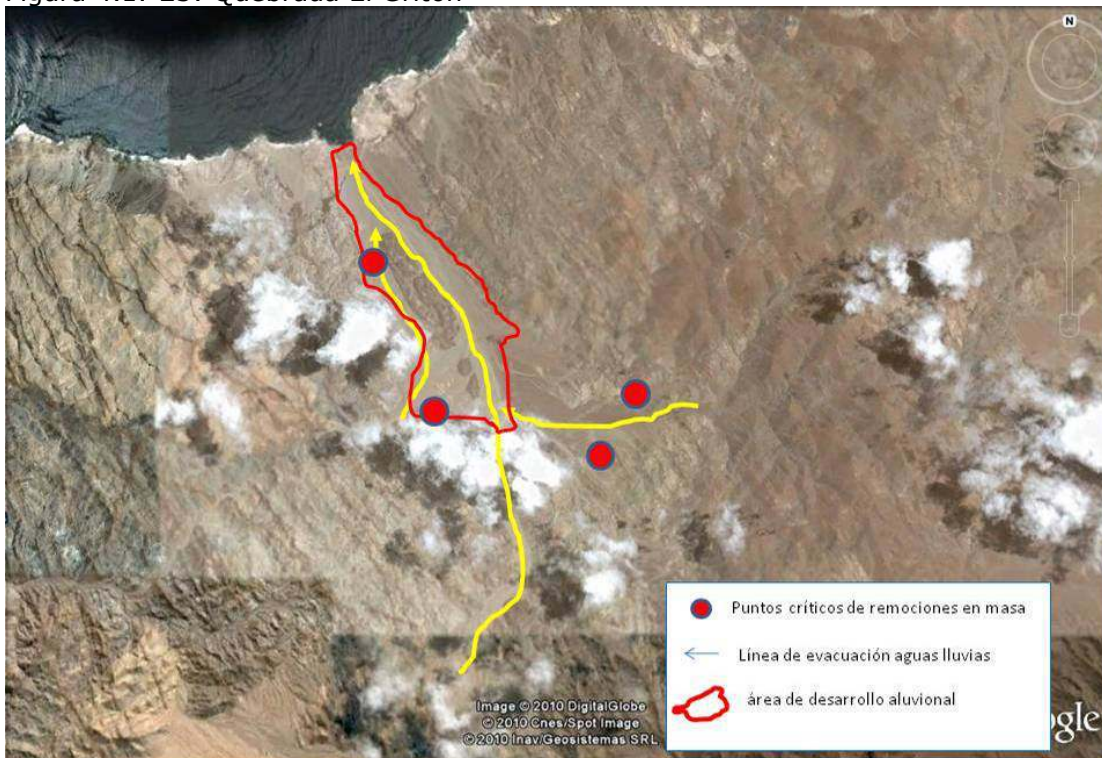 N
Puntos críticos de remociones en masa
Línea de evacuación aguas lluvias
área de desarrollo aluvional
Image © 2010 DigitalGlobe
© 2010 Cnes/Spot Image
© 2010 Inav/Geosistemas SRL
ogle